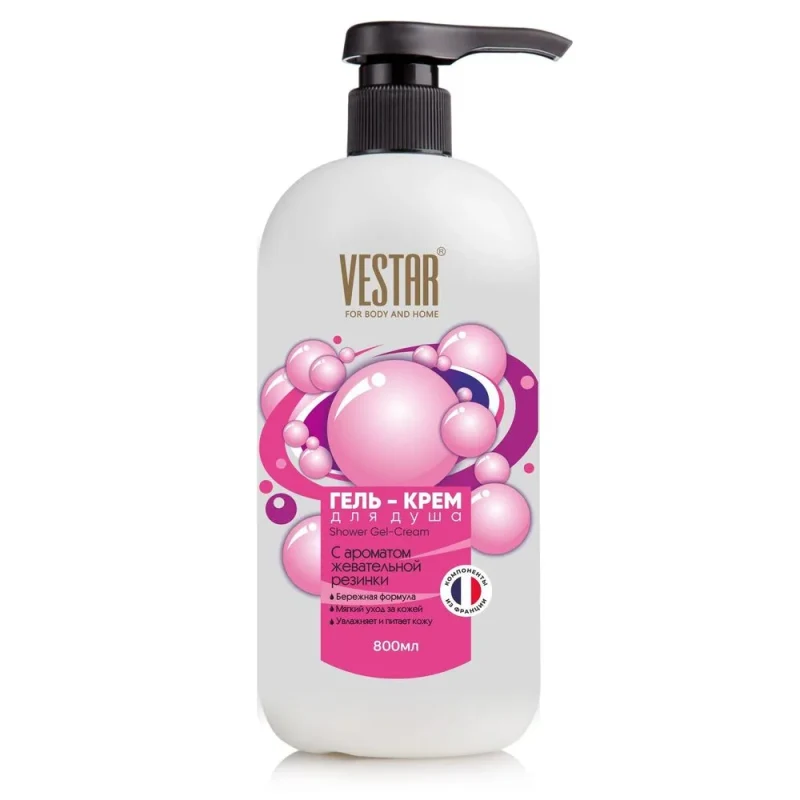 VESTAR®
FOR BODY AND HOME
ГЕЛЬ - КРЕМ
для душа
Shower Gel-Cream
С ароматом
жевательной
резинки
Бережная формула
Мягкий уход за кожей
Увлажняет и питает кожу
КОМПОНЕНТЫ
ИЗ ФРАНЦИИ
800мл